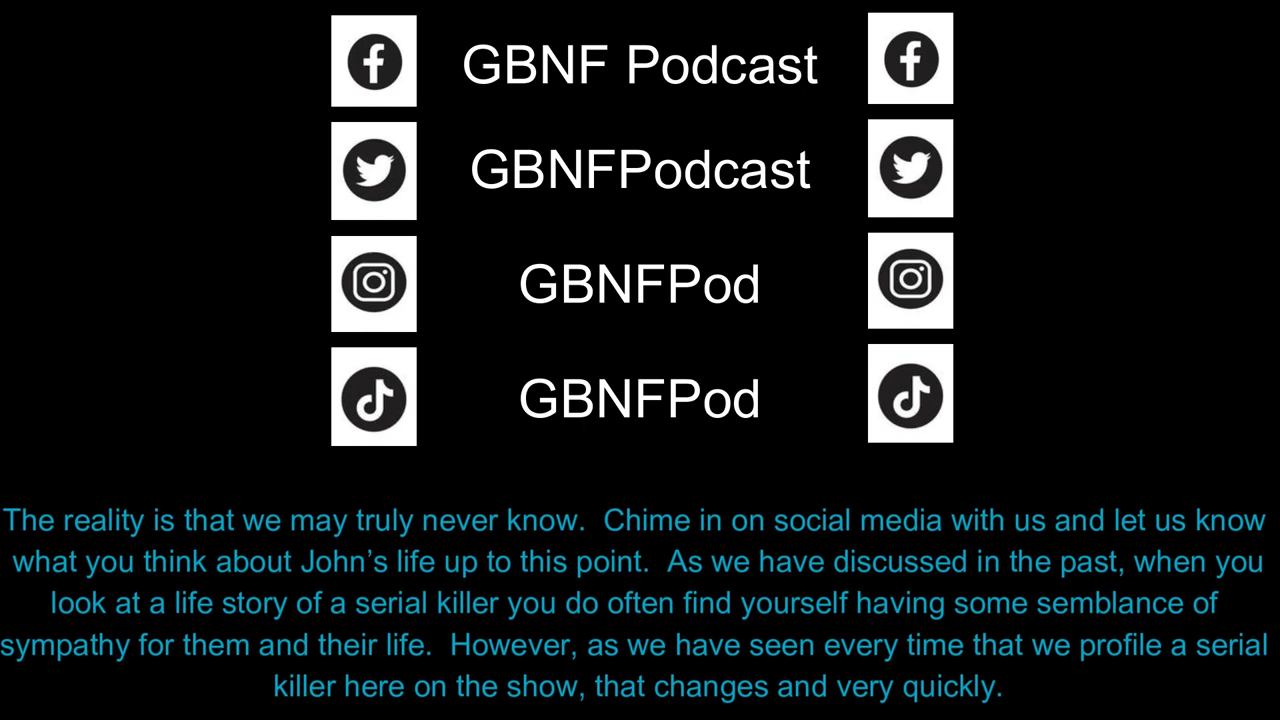 GBNF Podcast
GBNFPodcast
GBNFPod
GBNFPod
The reality is that we may truly never know.  Chime in on social media with us and let us know
what you think about John’s life up to this point.  As we have discussed in the past, when you
look at a life story of a serial killer you do often find yourself having some semblance of
sympathy for them and their life.  However, as we have seen every time that we profile a serial
killer here on the show, that changes and very quickly.